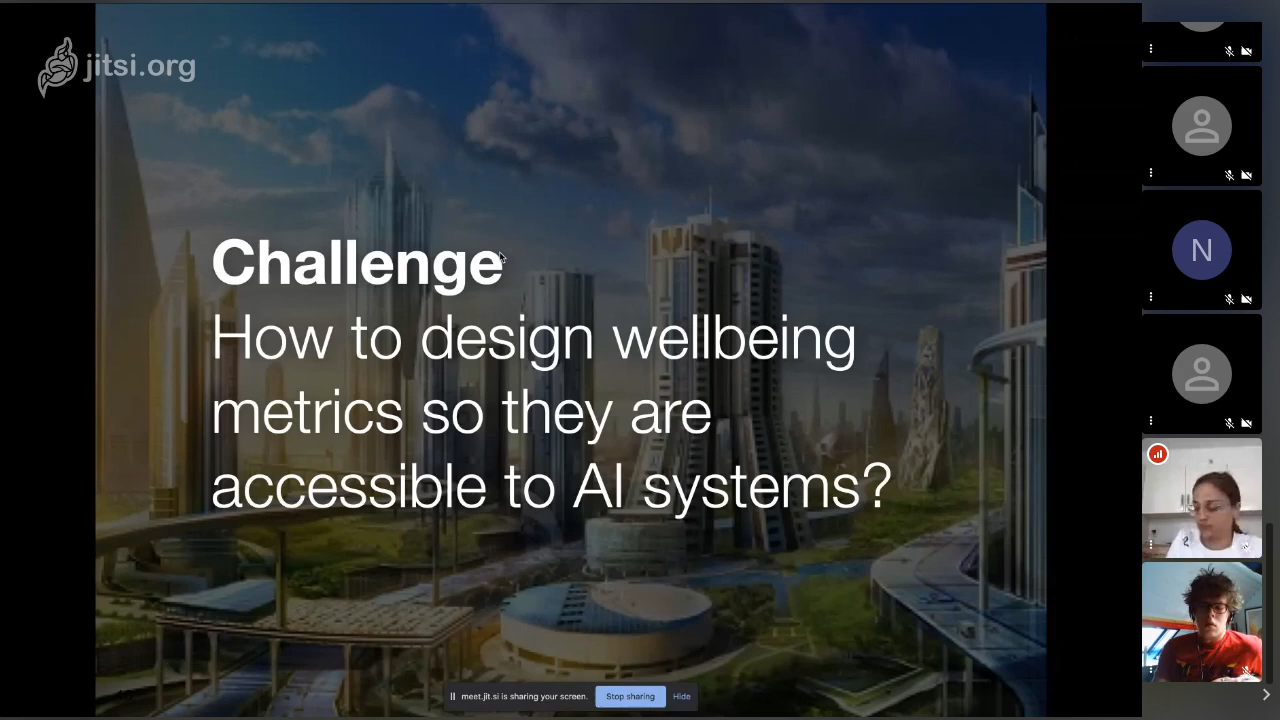 jitsi.org
Challenge
How to design wellbeing
metrics so they are
accessible to AI systems?
N
meet.jit.si is sharing your screen.
Stop sharing
Hide